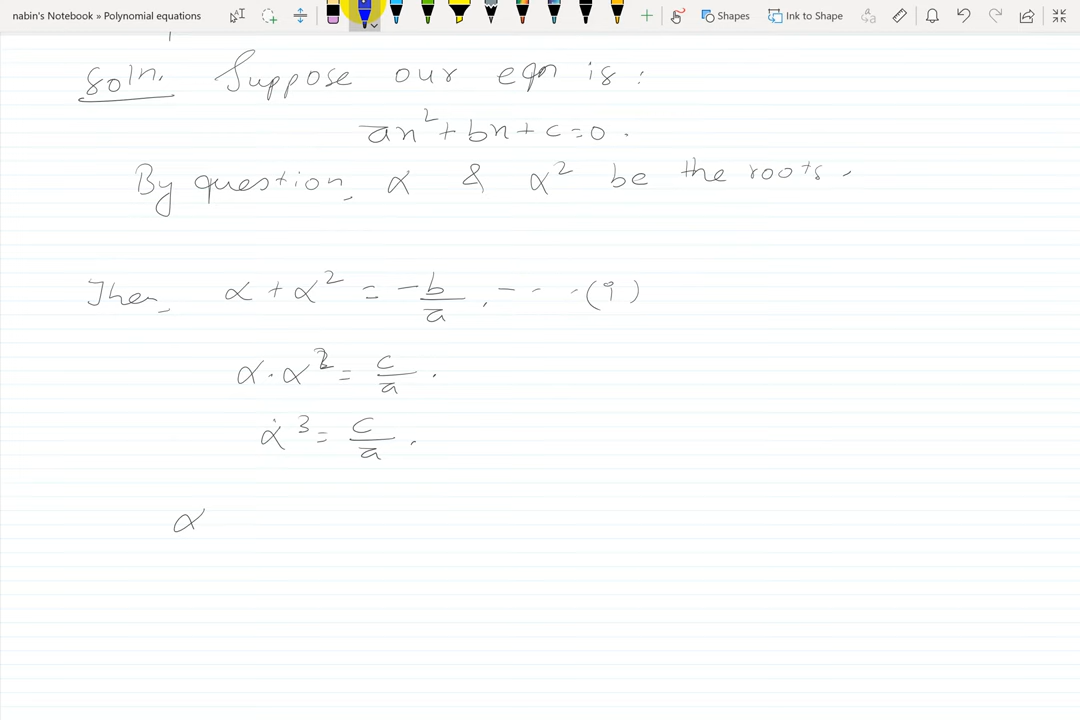 nabin's Notebook » Polynomial equations
Shapes
Ink to Shape
Soln. Suppose our eqn is :
ax² + bx + c = 0 .
By question, α & α² be the roots .
Then, α + α² = -b/a , - - - (i)
α · α² = c/a .
α³ = c/a .
α